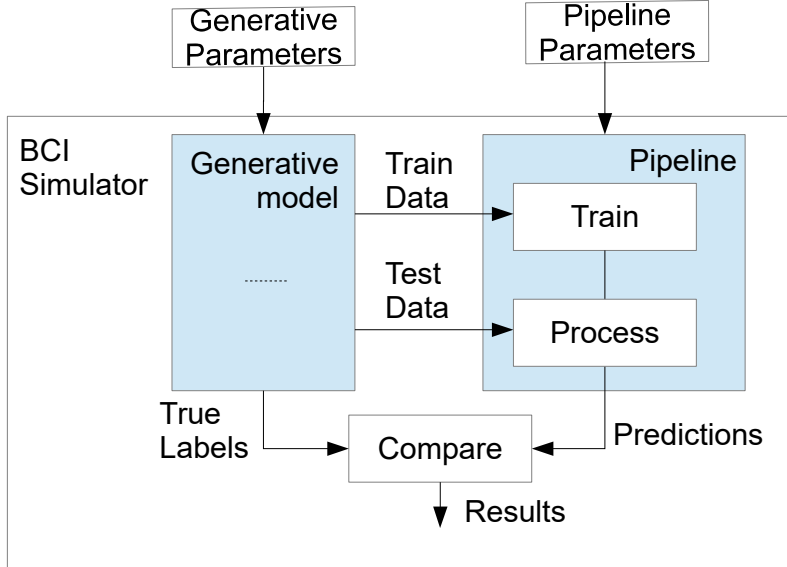 Generative
Parameters
Pipeline
Parameters
BCI
Simulator
Generative
model
.........
Train
Data
Test
Data
Pipeline
Train
Process
True
Labels
Compare
Predictions
Results